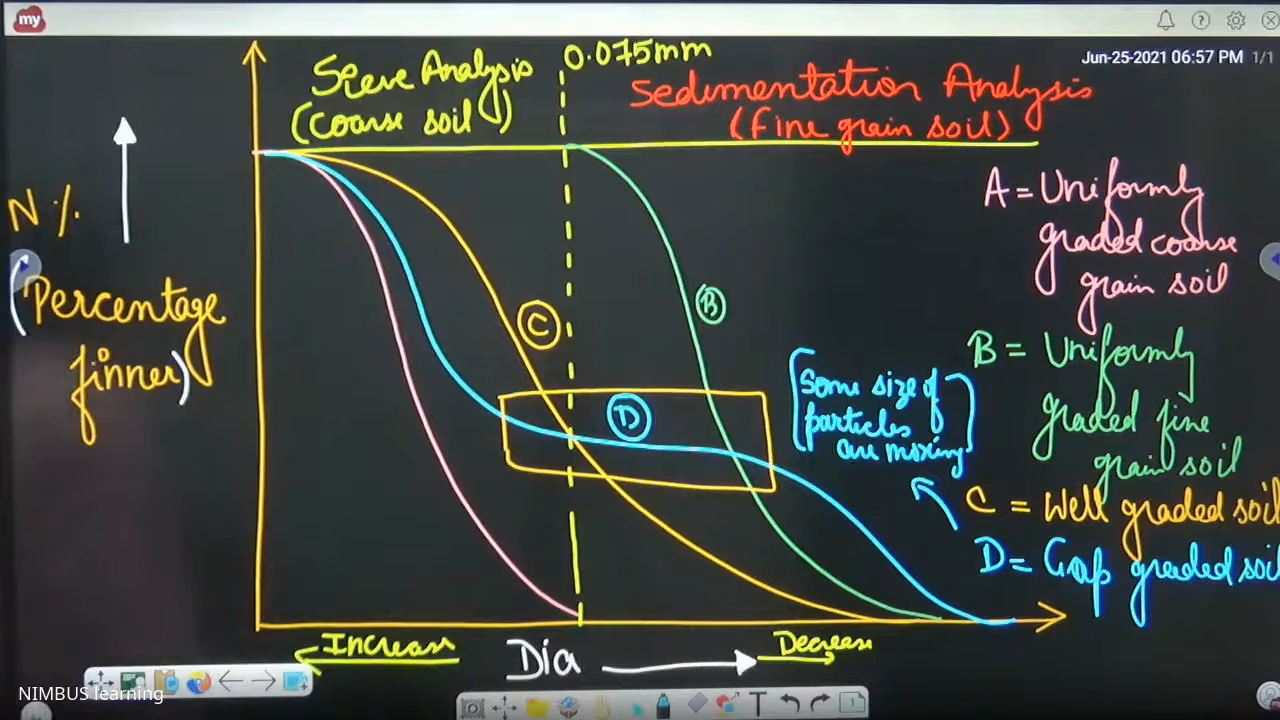 my
Jun-25-2021 06:57 PM 1/1
Sieve Analysis
(Coarse soil)
0.075mm
Sedimentation Analysis
(fine grain soil)
N %
(Percentage
finner)
A = Uniformly
graded coarse
grain soil
B
C
D
(Some size of
particles
are mixing)
B = Uniformly
graded fine
grain soil
C = Well graded soil
D = Gap graded soil
Increase
Dia
Decrease
NIMBUS learning
T
1